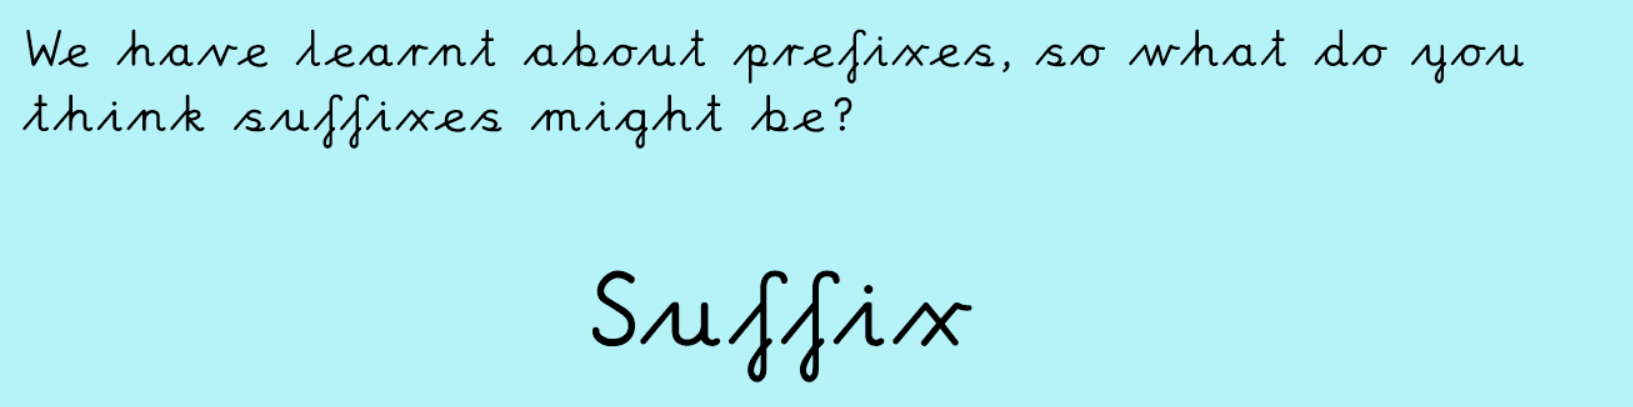 We have learnt about prefixes, so what do you
think suffixes might be?
Suffix